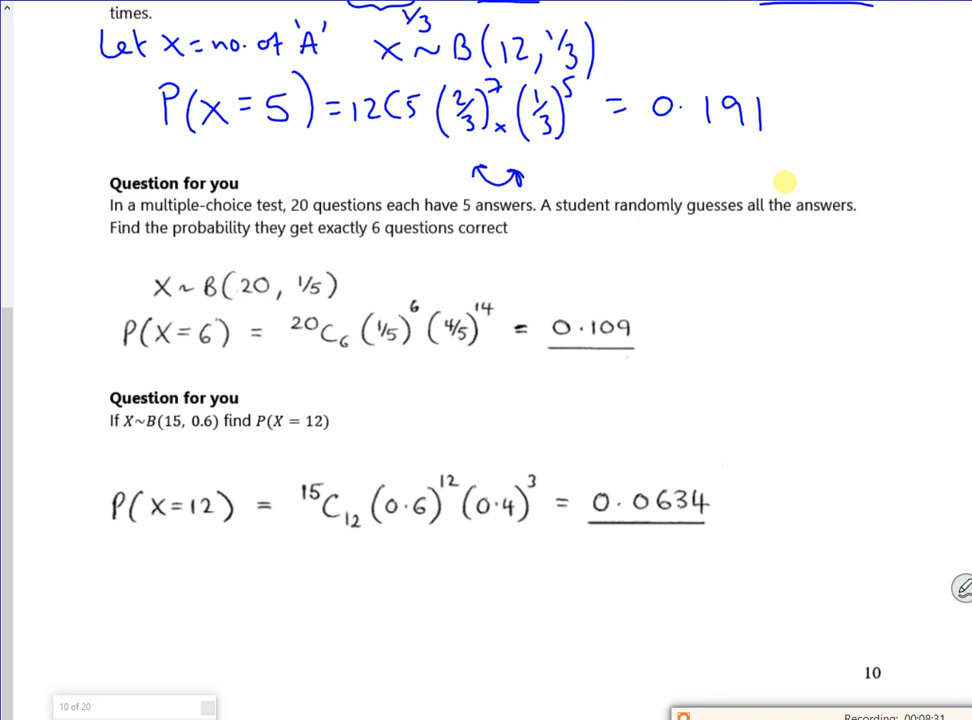 times.
1/3
Let X = no. of 'A' X ~ B(12, 1/3)
P(X = 5) = 12C5 (2/3)^7 × (1/3)^5 = 0.191
Question for you
In a multiple-choice test, 20 questions each have 5 answers. A student randomly guesses all the answers.
Find the probability they get exactly 6 questions correct
X ~ B(20, 1/5)
P(X = 6) = ²⁰C₆ (1/5)⁶ (4/5)¹⁴ = 0.109
Question for you
If X~B(15, 0.6) find P(X = 12)
P(X = 12) = ¹⁵C₁₂ (0.6)¹² (0.4)³ = 0.0634
10
10 of 20
Recording: 00:08:31